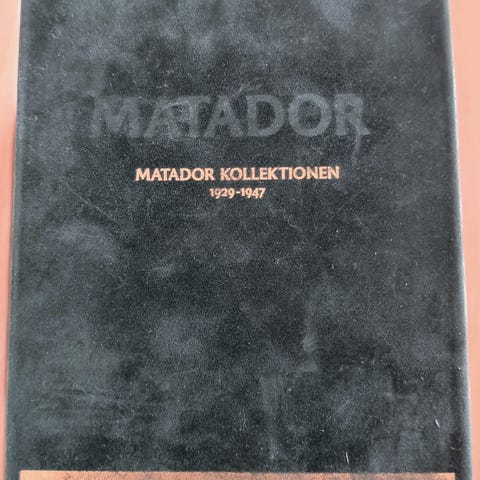 MATADOR
MATADOR KOLLEKTIONEN
1929-1947